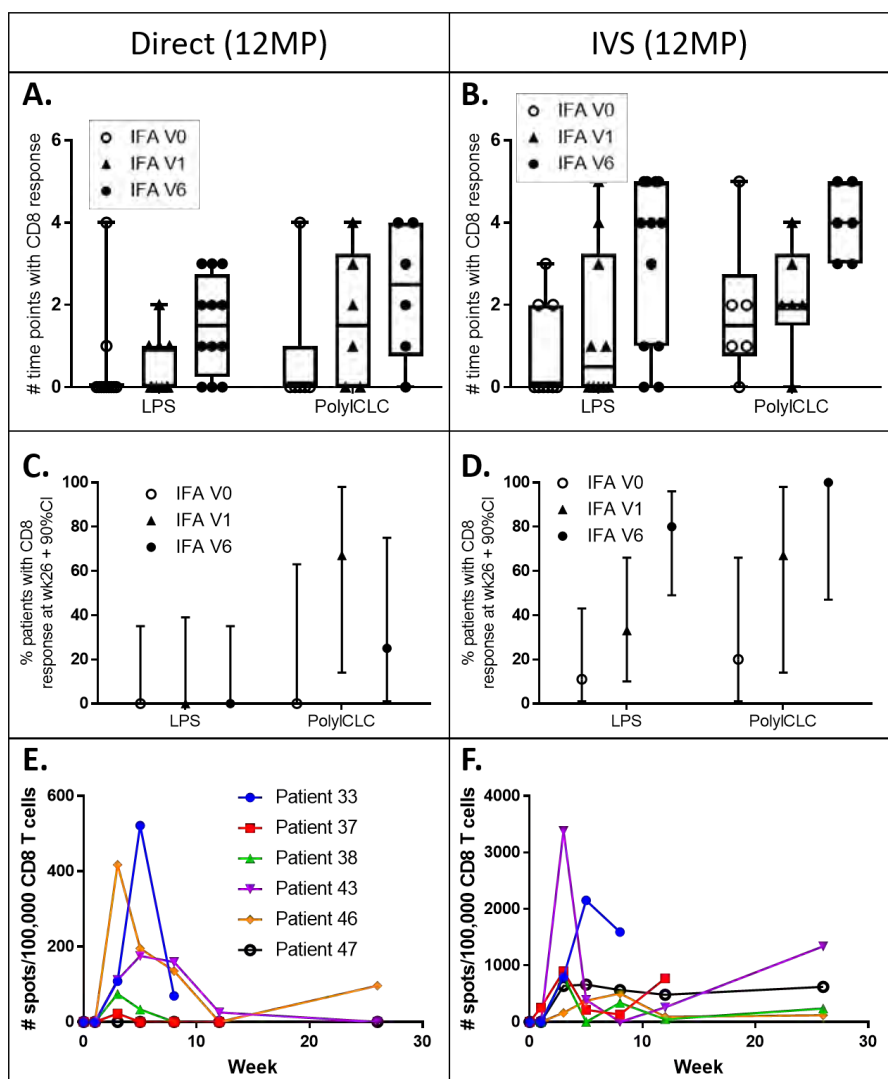 Direct (12MP)
IVS (12MP)
A.
IFA V0
IFA V1
IFA V6
# time points with CD8 response
6
4
2
0
LPS
PolyICLC
B.
IFA V0
IFA V1
IFA V6
# time points with CD8 response
6
4
2
0
LPS
PolyICLC
C.
IFA V0
IFA V1
IFA V6
% patients with CD8
response at wk26 + 90%CI
100
80
60
40
20
0
LPS
PolyICLC
D.
IFA V0
IFA V1
IFA V6
% patients with CD8
response at wk26 + 90%CI
100
80
60
40
20
0
LPS
PolyICLC
E.
Patient 33
Patient 37
Patient 38
Patient 43
Patient 46
Patient 47
# spots/100,000 CD8 T cells
600
400
200
0
0
10
20
30
Week
F.
# spots/100,000 CD8 T cells
4000
3000
2000
1000
0
0
10
20
30
Week